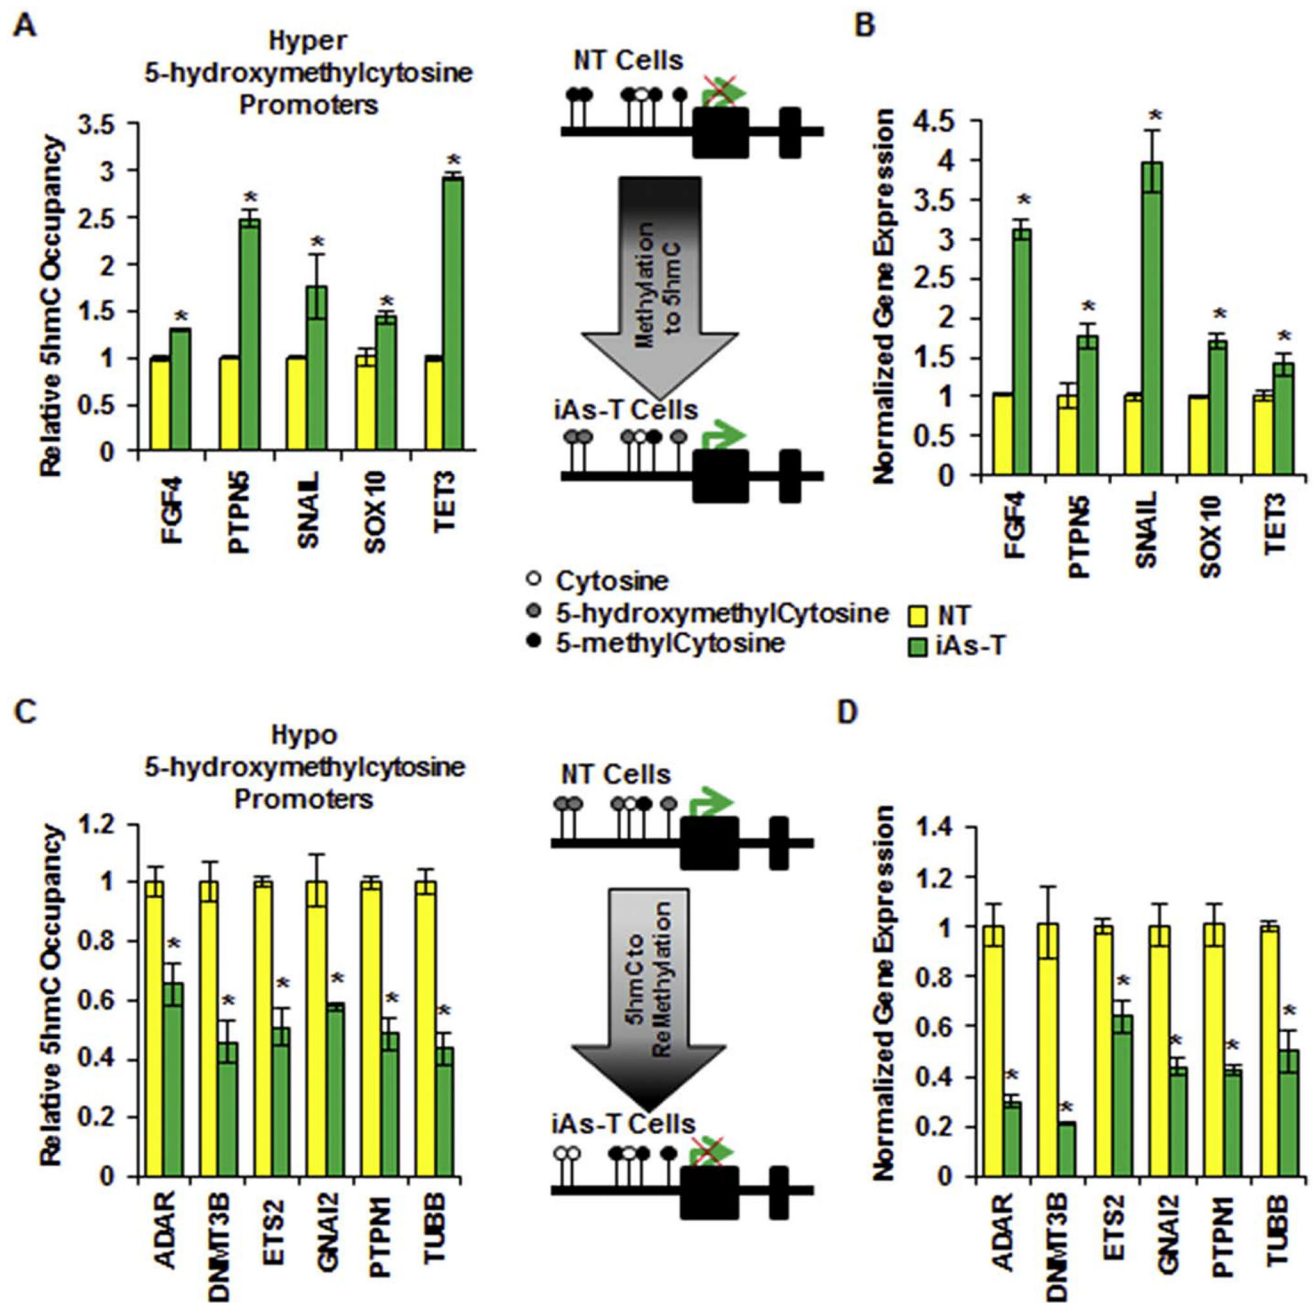 A
Hyper
5-hydroxymethylcytosine
Promoters
Relative 5hmC Occupancy
3.5
3
2.5
2
1.5
1
0.5
0
*
*
*
*
*
FGF4
PTPN5
SNAIL
SOX10
TET3
NT Cells
Methylation
to 5hmC
iAs-T Cells
B
Normalized Gene Expression
4.5
4
3.5
3
2.5
2
1.5
1
0.5
0
*
*
*
*
*
FGF4
PTPN5
SNAIL
SOX10
TET3
Cytosine
5-hydroxymethylCytosine
5-methylCytosine
NT
iAs-T
C
Hypo
5-hydroxymethylcytosine
Promoters
Relative 5hmC Occupancy
1.2
1
0.8
0.6
0.4
0.2
0
*
*
*
*
*
*
ADAR
DNMT3B
ETS2
GNAI2
PTPN1
TUBB
NT Cells
5hmC to
ReMethylation
iAs-T Cells
D
Normalized Gene Expression
1.4
1.2
1
0.8
0.6
0.4
0.2
0
*
*
*
*
*
*
ADAR
DNMT3B
ETS2
GNAI2
PTPN1
TUBB